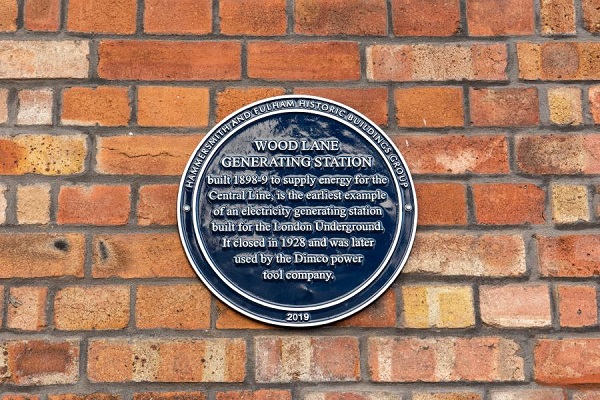 HAMMERSMITH AND FULHAM HISTORIC BUILDINGS GROUP
WOOD LANE
GENERATING STATION
built 1898-9 to supply energy for the
Central Line, is the earliest example
of an electricity generating station
built for the London Underground.
It closed in 1928 and was later
used by the Dimco power
tool company.
2019